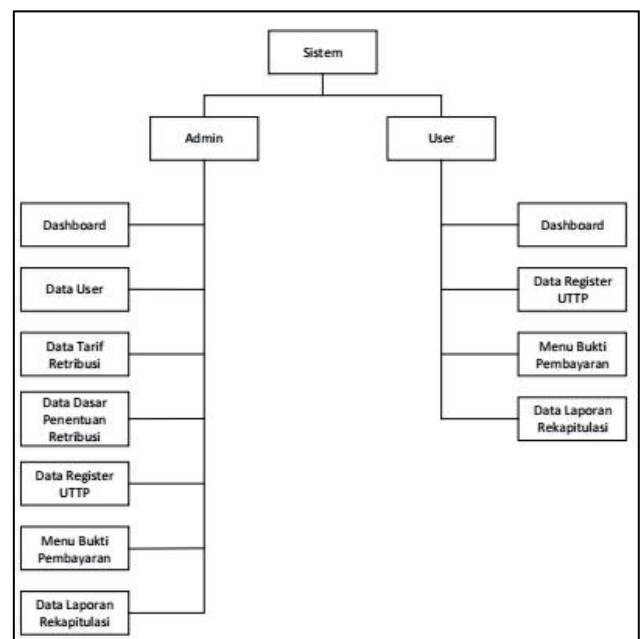 Sistem
Admin
User
Dashboard
Data User
Data Tarif
Retribusi
Data Dasar
Penentuan
Retribusi
Data Register
UTTP
Menu Bukti
Pembayaran
Data Laporan
Rekapitulasi
Dashboard
Data Register
UTTP
Menu Bukti
Pembayaran
Data Laporan
Rekapitulasi